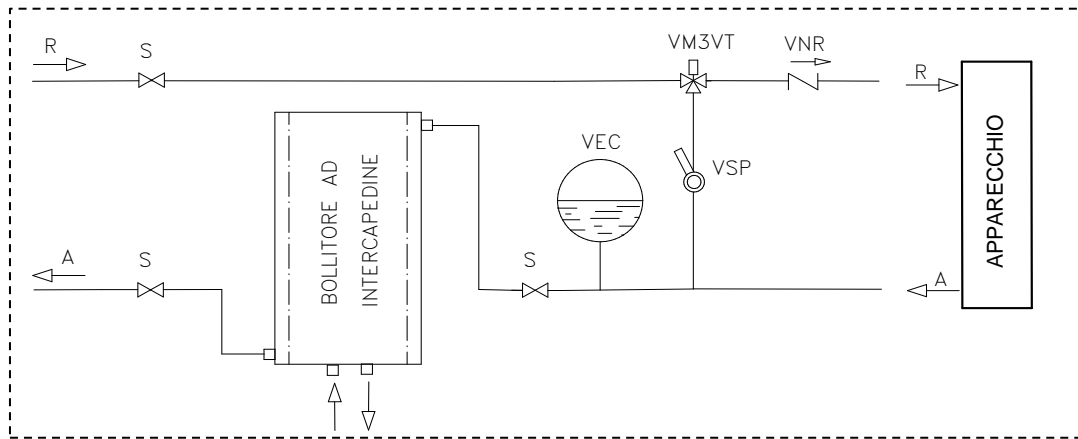 R
S
VM3VT
VNR
R
VEC
VSP
BOLLITORE AD
INTERCAPEDINE
APPARECCHIO
A
S
S
A